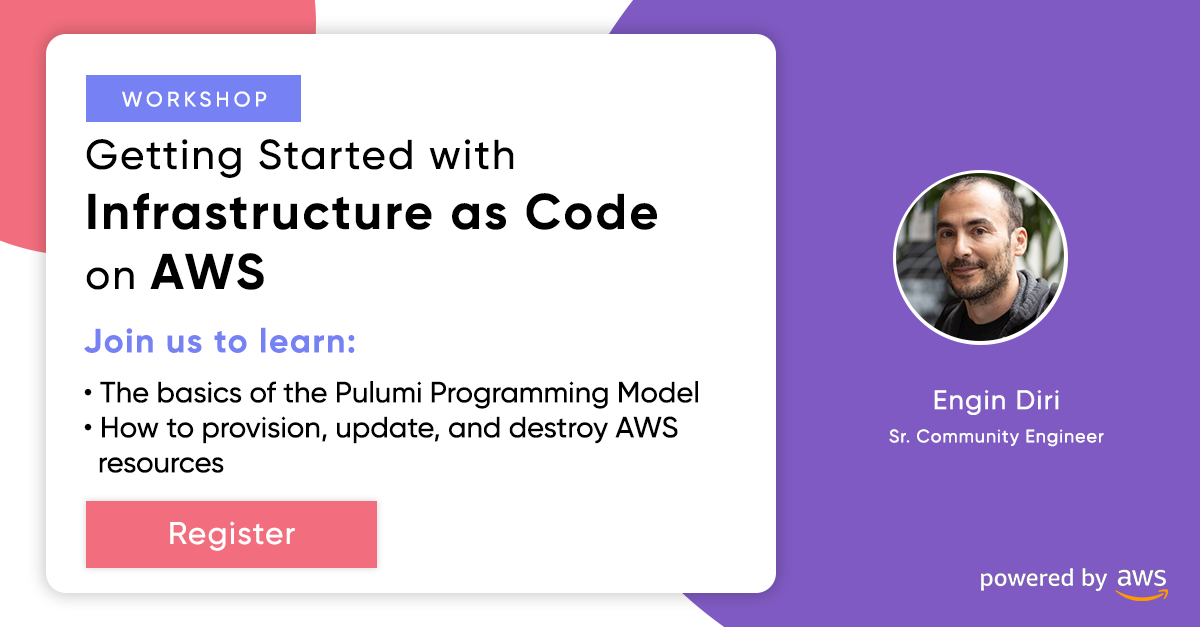 WORKSHOP
Getting Started with
Infrastructure as Code
on AWS
Join us to learn:
• The basics of the Pulumi Programming Model
• How to provision, update, and destroy AWS
resources
Register
Engin Diri
Sr. Community Engineer
powered by aws